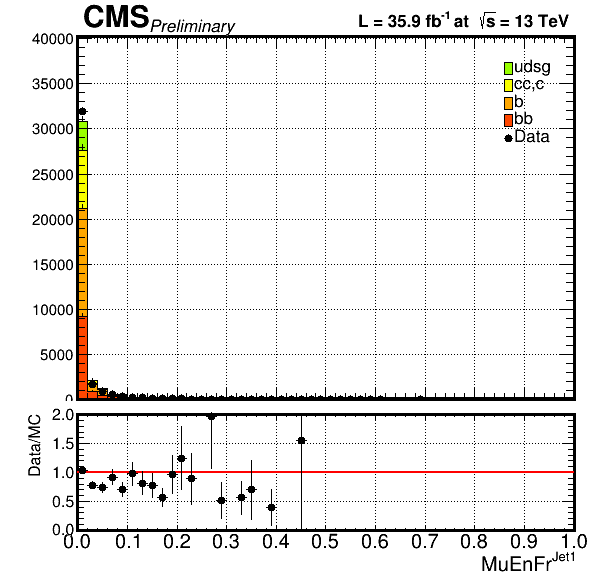 CMS Preliminary L = 35.9 fb⁻¹ at √s = 13 TeV
40000
35000
30000
25000
20000
15000
10000
5000
0
udsg
cc,c
b
bb
Data
Data/MC
2.0
1.5
1.0
0.5
0.0
0.0 0.1 0.2 0.3 0.4 0.5 0.6 0.7 0.8 0.9 1.0
MuEnFr^Jet1